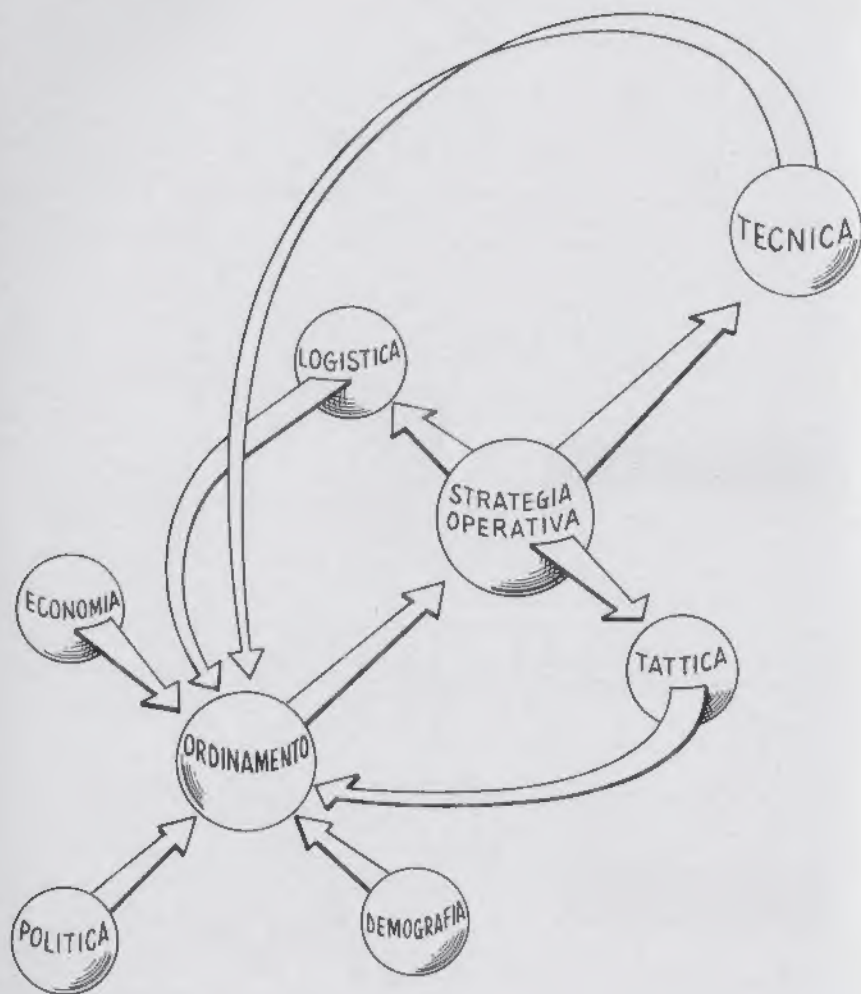 TECNICA
LOGISTICA
STRATEGIA
OPERATIVA
ECONOMIA
TATTICA
ORDINAMENTO
POLITICA
DEMOGRAFIA